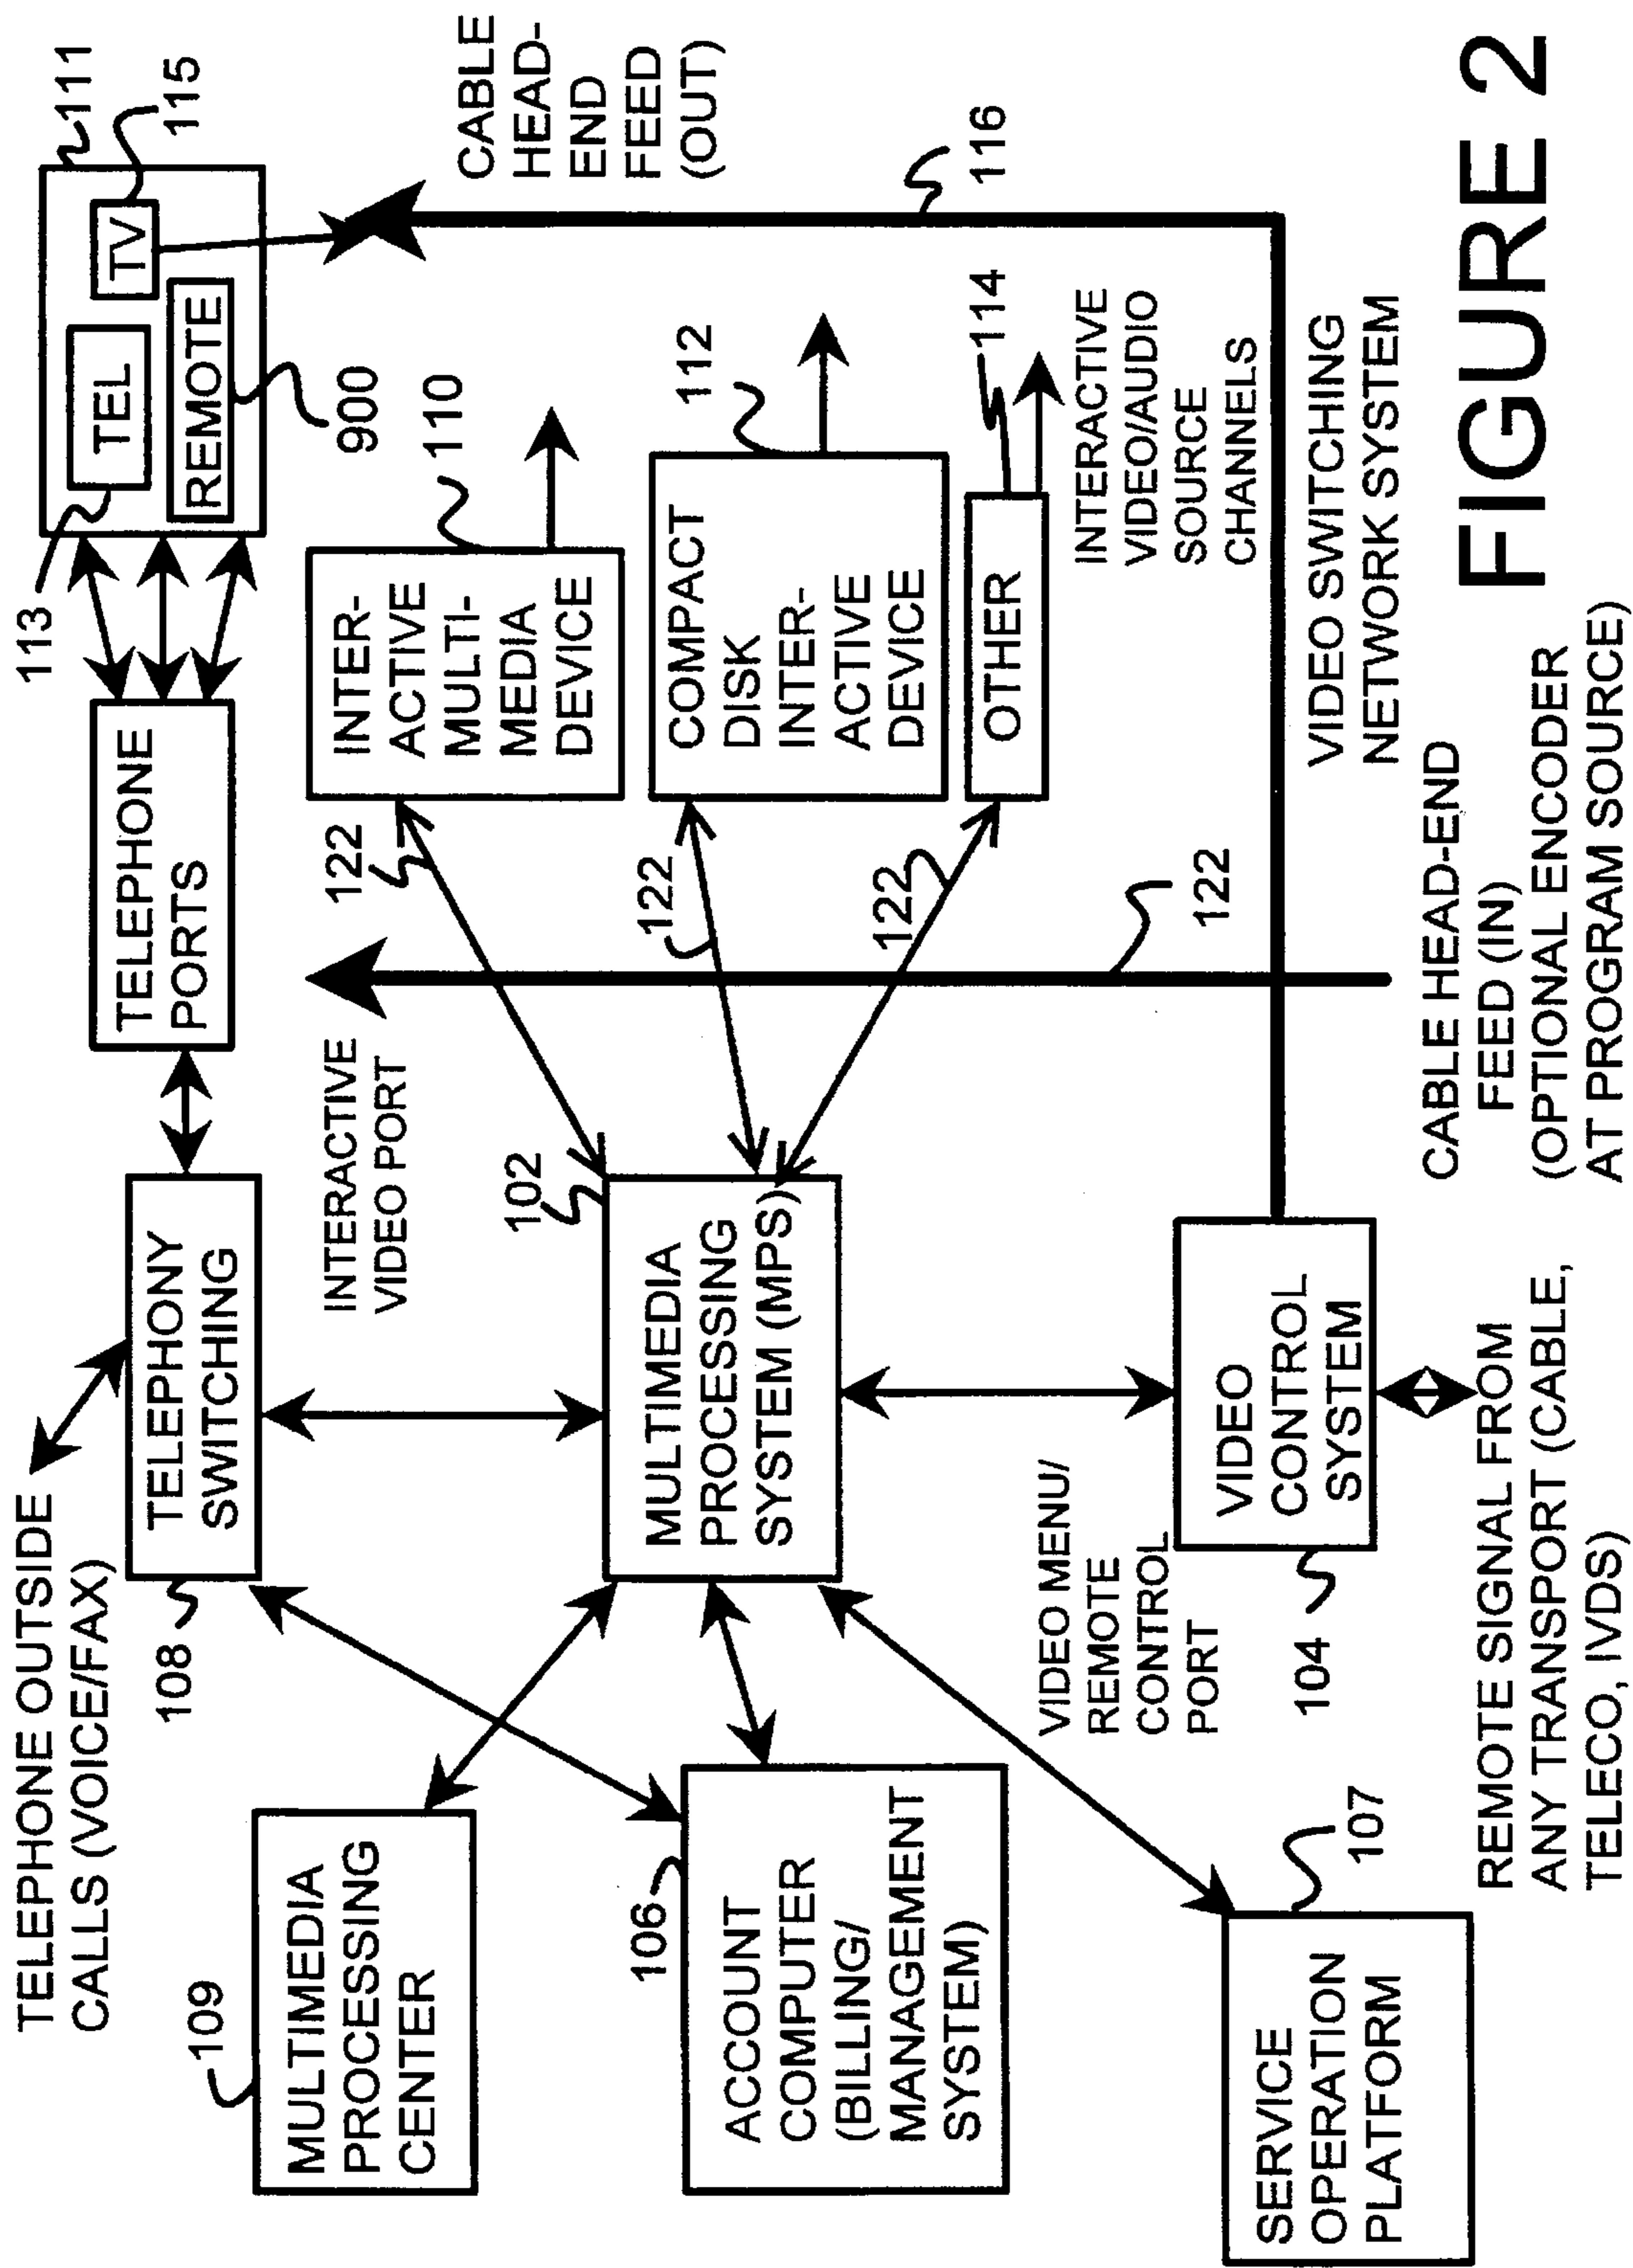 TELEPHONE OUTSIDE
CALLS (VOICE/FAX)
109
MULTIMEDIA
PROCESSING
CENTER
108
TELEPHONY
SWITCHING
TELEPHONE
PORTS
113
TEL
TV
REMOTE
111
115
900
CABLE
HEAD-
END
FEED
(OUT)
INTERACTIVE
VIDEO PORT
122
INTER-
ACTIVE
MULTI-
MEDIA
DEVICE
110
106
ACCOUNT
COMPUTER
(BILLING/
MANAGEMENT
SYSTEM)
102
MULTIMEDIA
PROCESSING
SYSTEM (MPS)
122
COMPACT
DISK
INTER-
ACTIVE
DEVICE
112
122
OTHER
114
116
INTERACTIVE
VIDEO/AUDIO
SOURCE
CHANNELS
VIDEO MENU/
REMOTE
CONTROL
PORT
122
SERVICE
OPERATION
PLATFORM
107
104
VIDEO
CONTROL
SYSTEM
VIDEO SWITCHING
NETWORK SYSTEM
REMOTE SIGNAL FROM
ANY TRANSPORT (CABLE,
TELECO, IVDS)
CABLE HEAD-END
FEED (IN)
(OPTIONAL ENCODER
AT PROGRAM SOURCE)
FIGURE 2